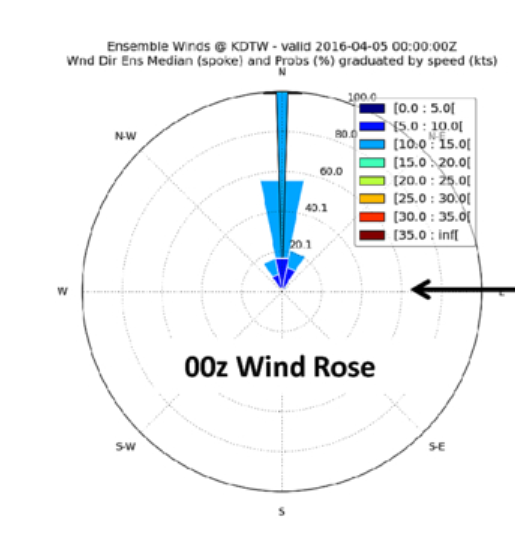 Ensemble Winds @ KDTW - valid 2016-04-05 00:00:00Z
Wnd Dir Ens Median (spoke) and Probs (%) graduated by speed (kts)
N
100.0
[0.0 : 5.0[
[5.0 : 10.0[
80.0
N-W
N-E
[10.0 : 15.0[
[15.0 : 20.0[
60.0
[20.0 : 25.0[
[25.0 : 30.0[
40.1
[30.0 : 35.0[
[35.0 : inf[
20.1
W
E
00z Wind Rose
S-W
S-E
S